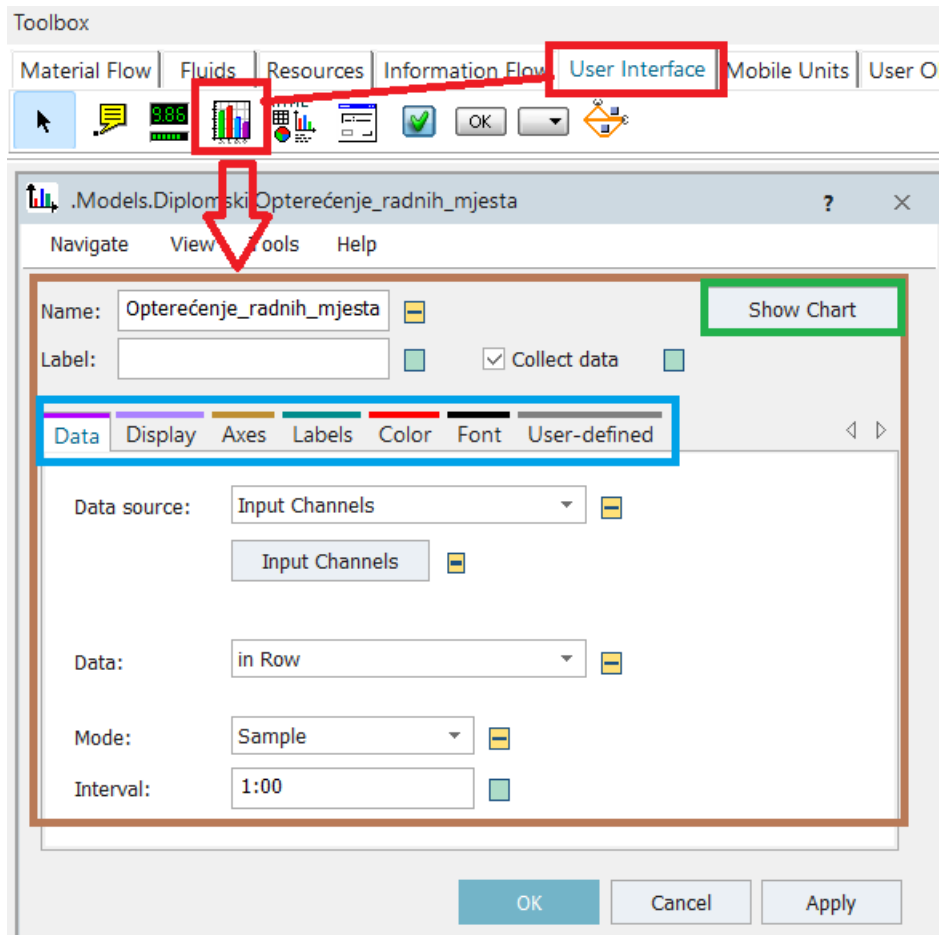 Toolbox
Material Flow Fluids Resources Information Flow User Interface Mobile Units User O
9.86 HTML OK
.Models.Diplomski.Opterećenje_radnih_mjesta ? ×
Navigate View Tools Help
Name: Opterećenje_radnih_mjesta Show Chart
Label: Collect data
Data Display Axes Labels Color Font User-defined
Data source: Input Channels
Input Channels
Data: in Row
Mode: Sample
Interval: 1:00
OK Cancel Apply